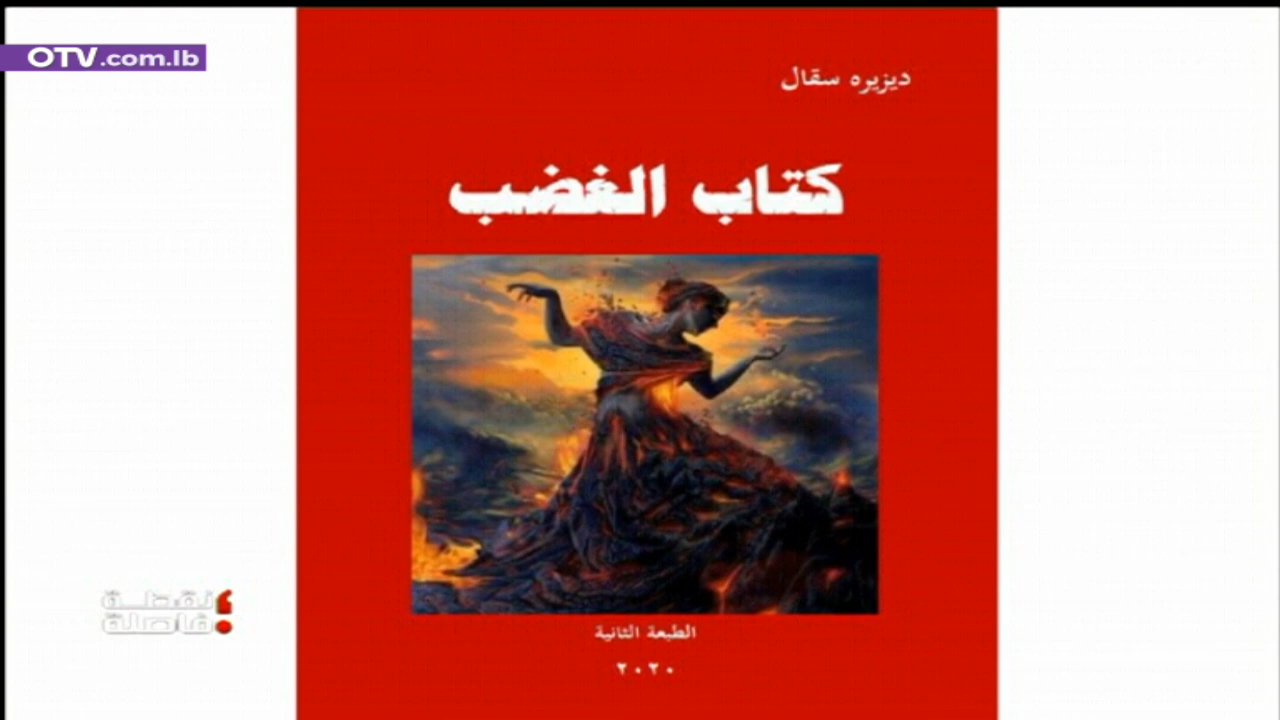 OTV.com.lb
ديزيره سقال
كتاب الغضب
الطبعة الثانية
٢٠٢٠
نقطة
فاصلة